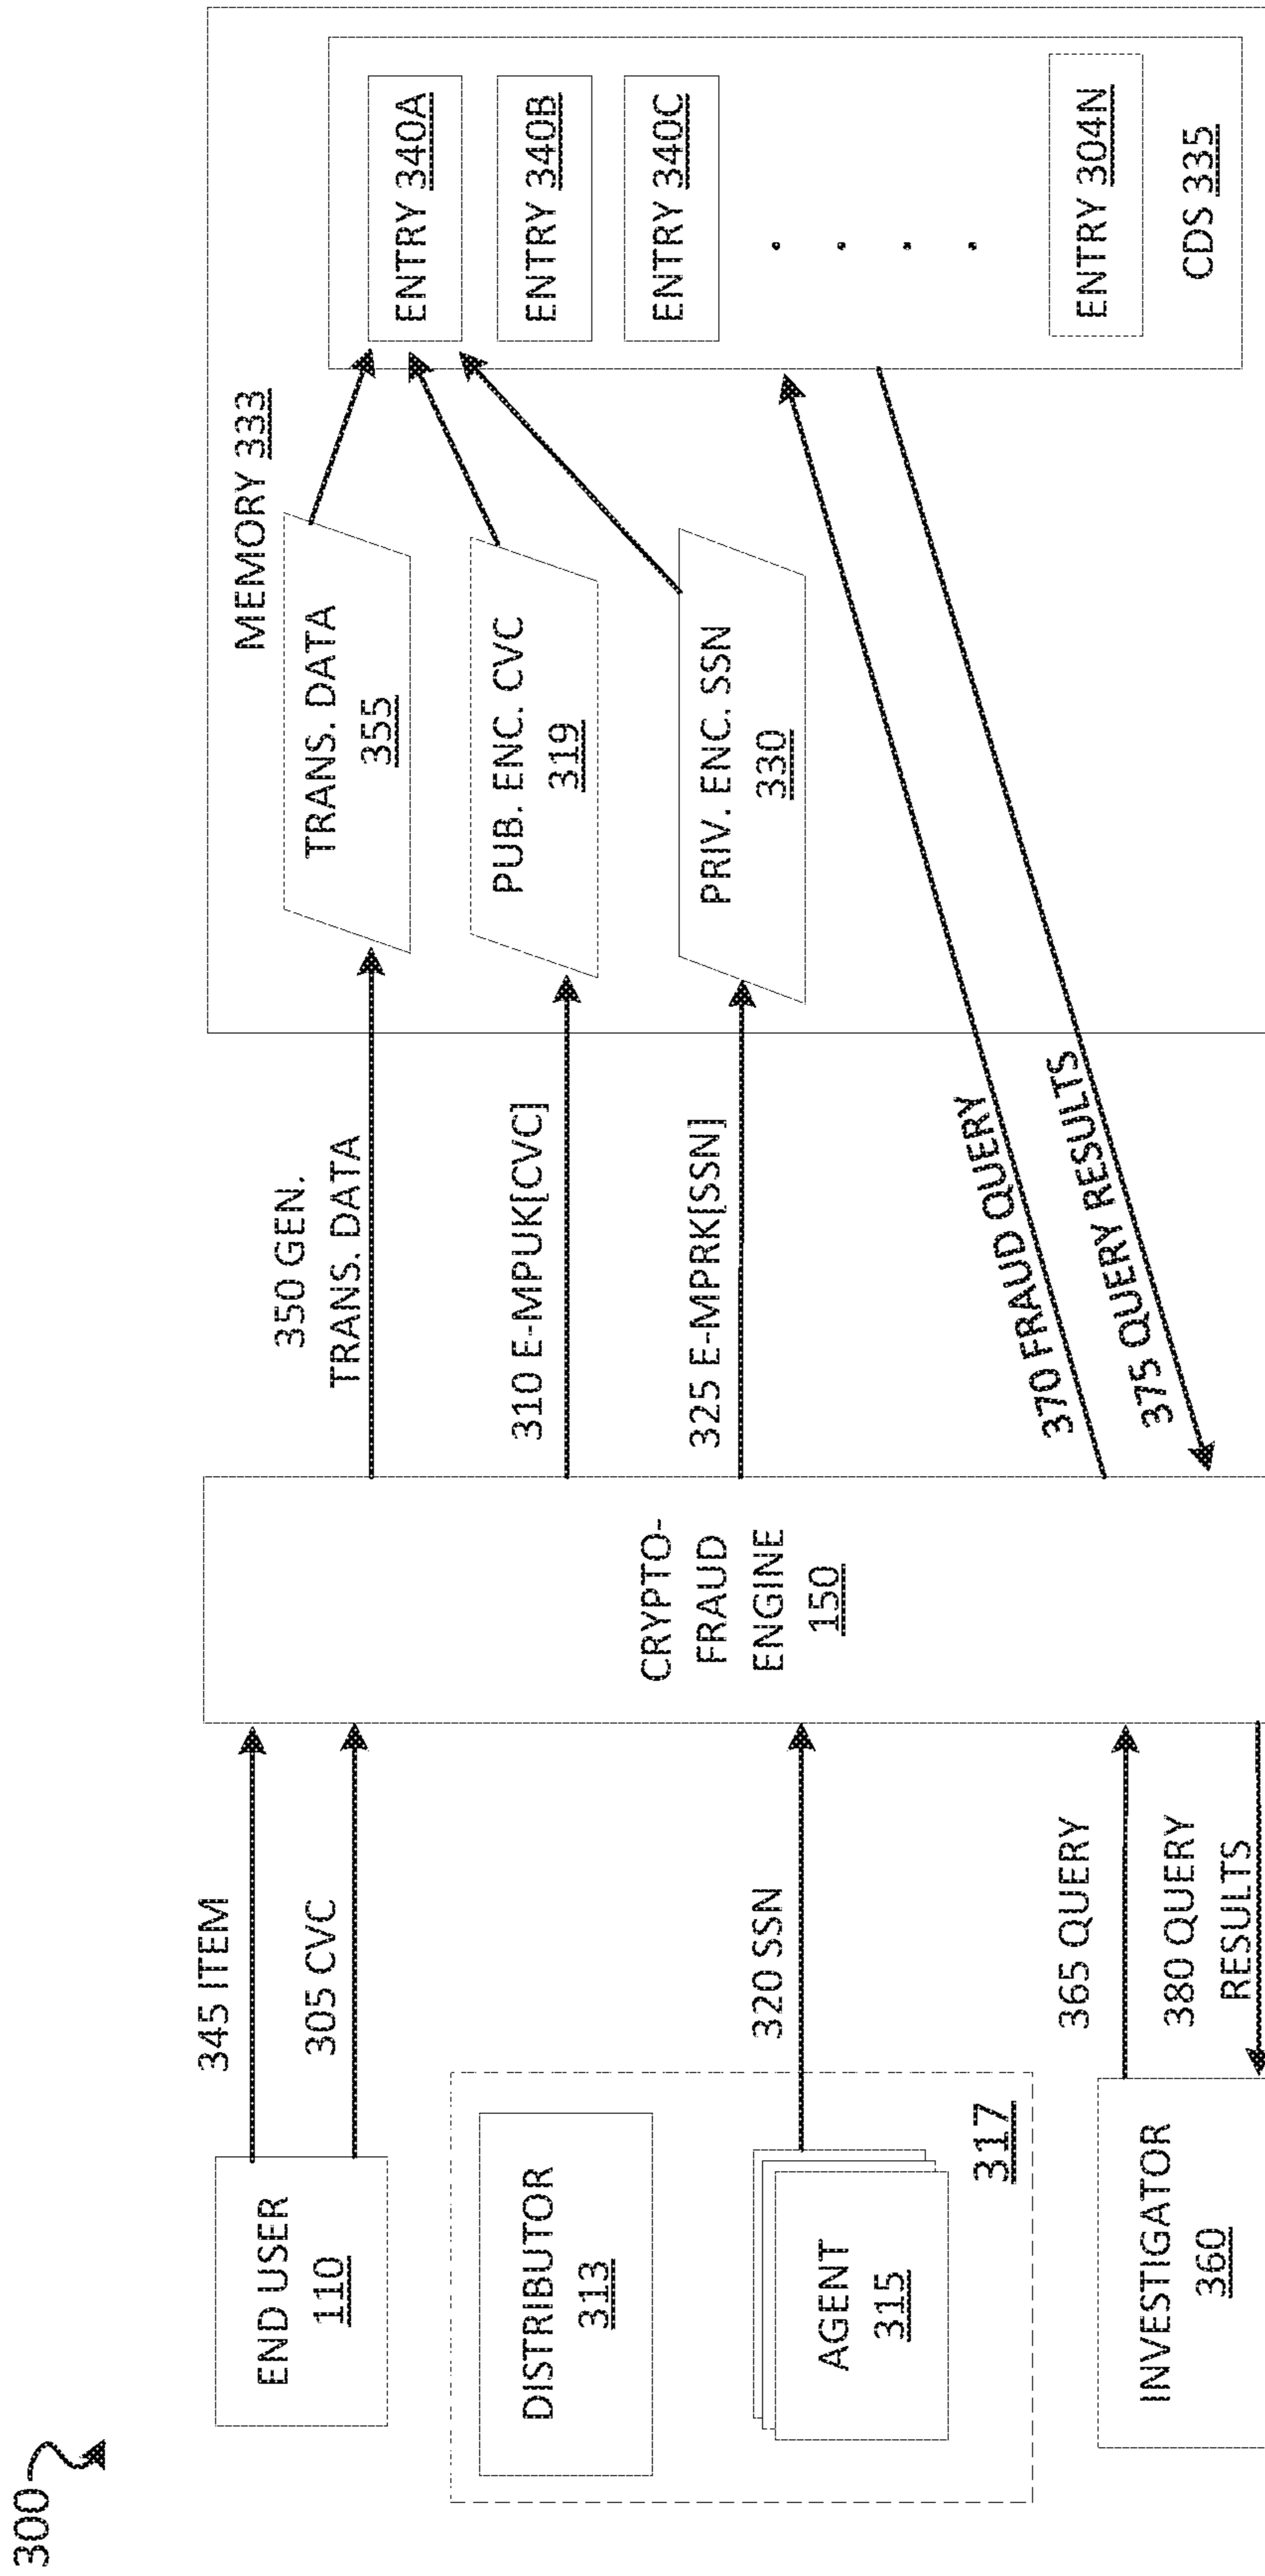 300
END USER
110
345 ITEM
305 CVC
DISTRIBUTOR
313
AGENT
315
317
320 SSN
INVESTIGATOR
360
365 QUERY
380 QUERY
RESULTS
CRYPTO-
FRAUD
ENGINE
150
350 GEN.
TRANS. DATA
310 E-MPUK[CVC]
325 E-MPRK[SSN]
370 FRAUD QUERY
375 QUERY RESULTS
MEMORY 333
TRANS. DATA
355
PUB. ENC. CVC
319
PRIV. ENC. SSN
330
ENTRY 340A
ENTRY 340B
ENTRY 340C
ENTRY 304N
CDS 335